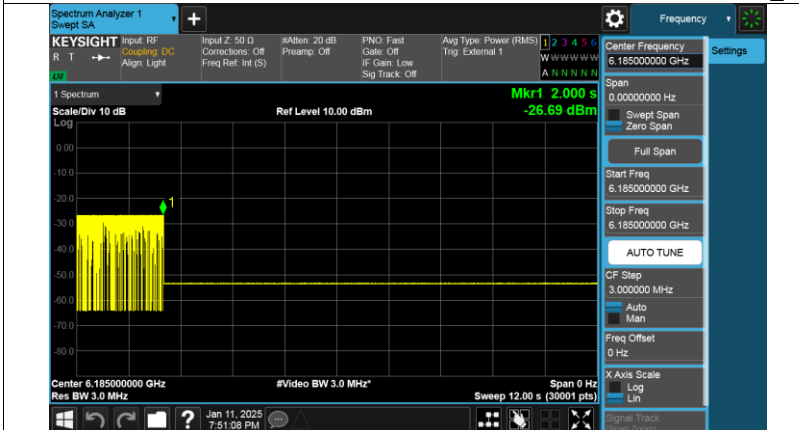 Spectrum Analyzer 1
Swept SA
Frequency
KEYSIGHT
R T
LXI
Input: RF
Coupling: DC
Align: Light
Input Z: 50 Ω
Corrections: Off
Freq Ref: Int (S)
#Atten: 20 dB
Preamp: Off
PNO: Fast
Gate: Off
IF Gain: Low
Sig Track: Off
Avg Type: Power (RMS)
Trig: External 1
1 2 3 4 5 6
W W W W W W
A N N N N N
Center Frequency
6.185000000 GHz
Settings
Span
0.00000000 Hz
Swept Span
Zero Span
Full Span
Start Freq
6.185000000 GHz
Stop Freq
6.185000000 GHz
AUTO TUNE
CF Step
3.000000 MHz
Auto
Man
Freq Offset
0 Hz
X Axis Scale
Log
Lin
Signal Track
(Span Zoom)
1 Spectrum
Mkr1 2.000 s
Scale/Div 10 dB
Ref Level 10.00 dBm
-26.69 dBm
Log
0.00
-10.0
-20.0
1
-30.0
-40.0
-50.0
-60.0
-70.0
-80.0
Center 6.185000000 GHz
#Video BW 3.0 MHz*
Span 0 Hz
Res BW 3.0 MHz
Sweep 12.00 s (30001 pts)
?
Jan 11, 2025
7:51:08 PM